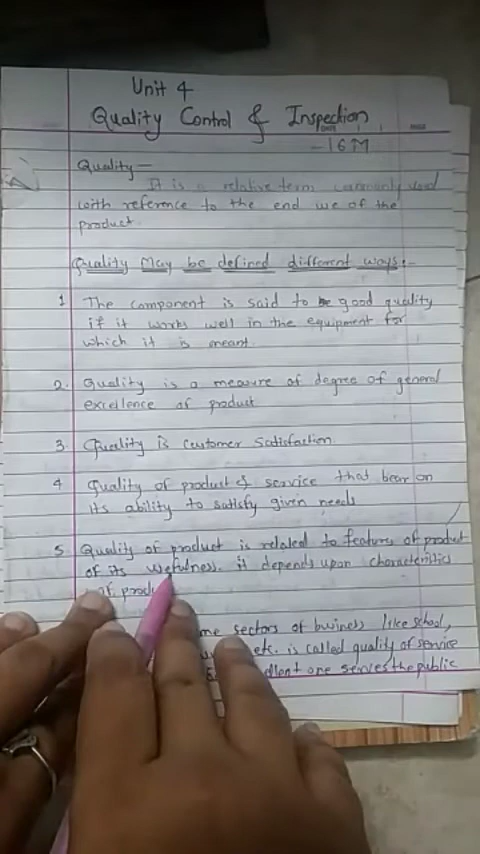 Unit 4
Quality Control & Inspection
-16M
Quality -
It is a relative term commonly used
with reference to the end use of the
product.
Quality May be defined different ways:-
1 The component is said to be good quality
if it works well in the equipment for
which it is meant.
2. Quality is a measure of degree of general
excellence of product
3. Quality is Customer Satisfaction
4 Quality of product & service that bear on
its ability to satisfy given needs
5. Quality of product is related to features of product
of its usefulness. it depends upon characteristics
of
me sectors of business like school,
etc. is called quality of service
one services the public